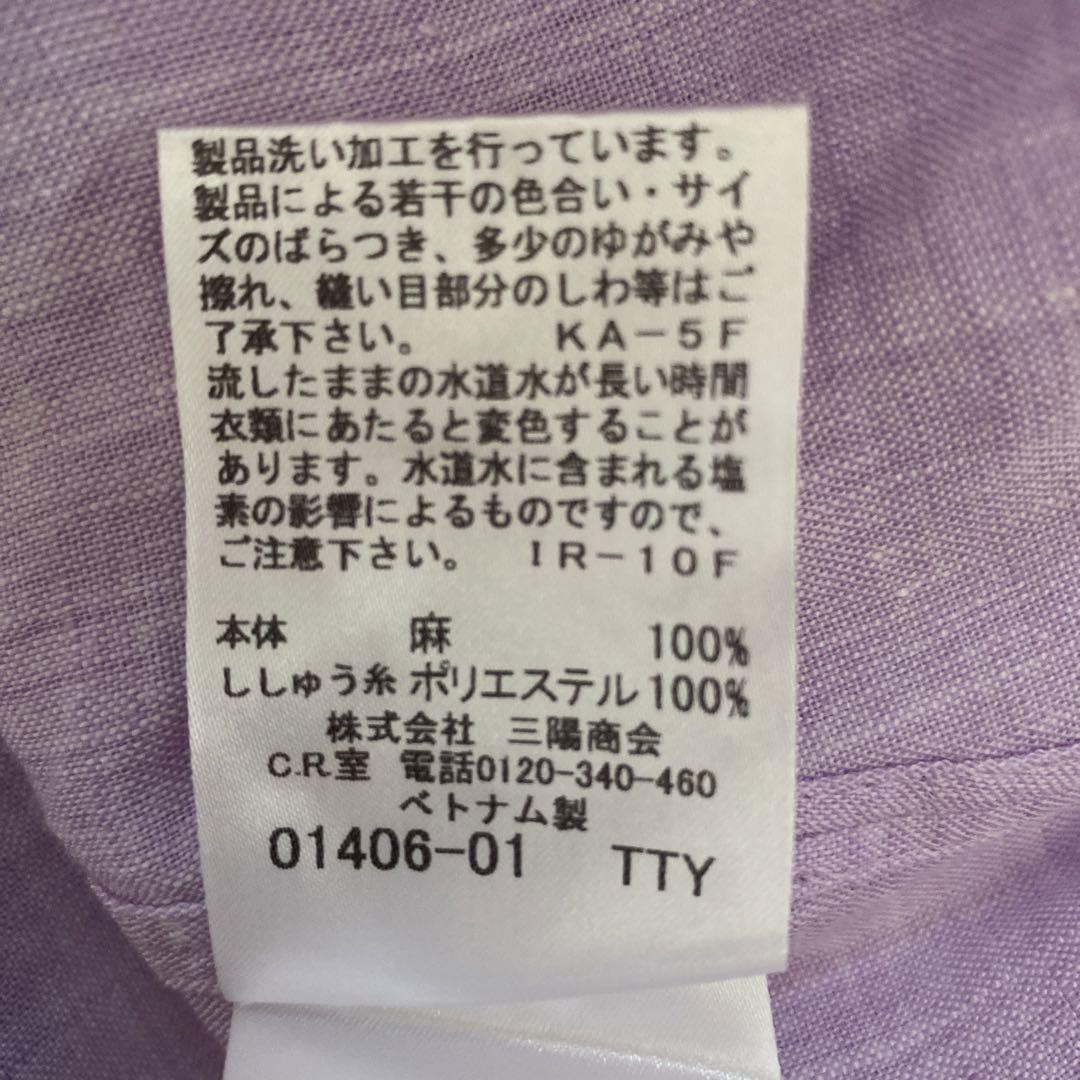 製品洗い加工を行っています。
製品による若干の色合い・サイ
ズのばらつき、多少のゆがみや
擦れ、縫い目部分のしわ等はご
了承下さい。 KA-5F
流したままの水道水が長い時間
衣類にあたると変色することが
あります。水道水に含まれる塩
素の影響によるものですので、
ご注意下さい。 IR-10F
本体 麻 100%
ししゅう糸 ポリエステル 100%
株式会社 三陽商会
C.R.室 電話0120-340-460
ベトナム製
01406-01 TTY